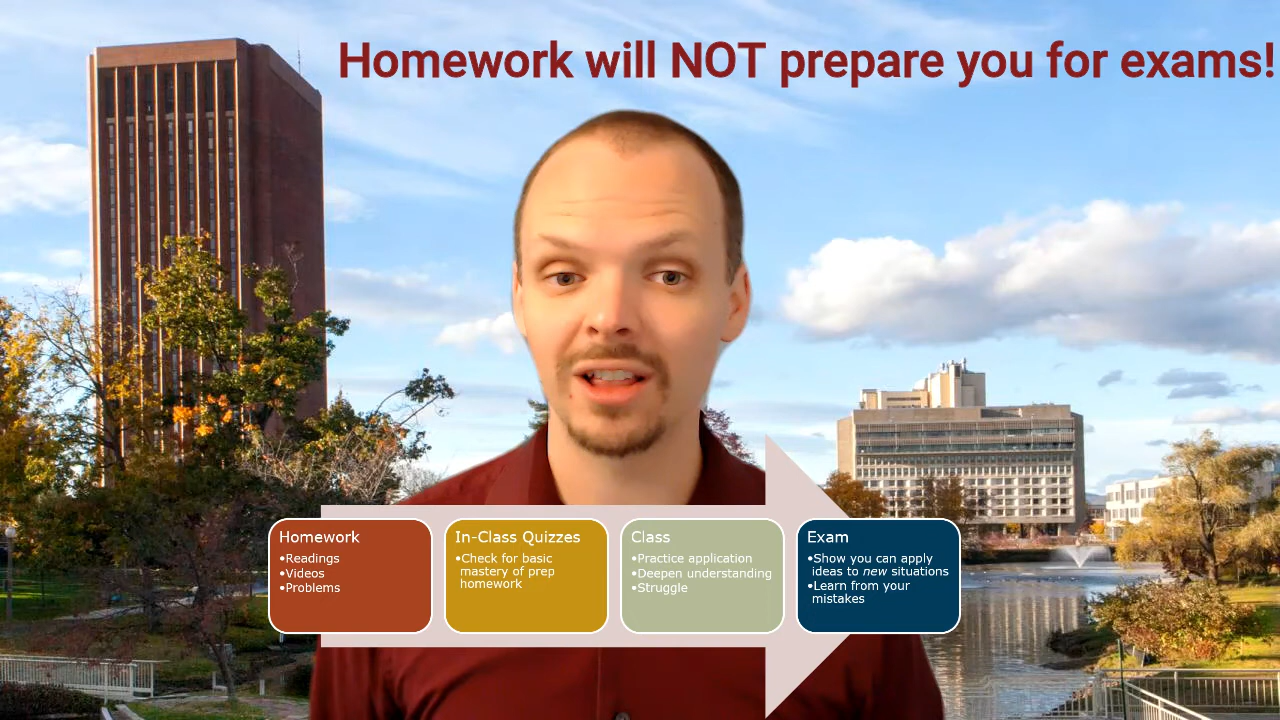 Homework will NOT prepare you for exams!
Homework
•Readings
•Videos
•Problems
In-Class Quizzes
•Check for basic
mastery of prep
homework
Class
•Practice application
•Deepen understanding
•Struggle
Exam
•Show you can apply
ideas to new situations
•Learn from your
mistakes